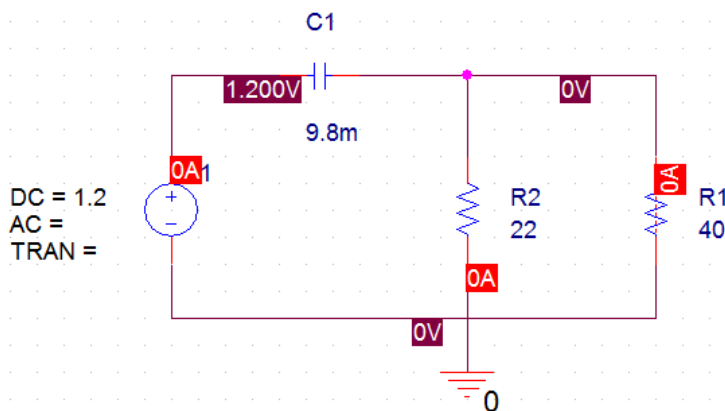 C1
1.200V
0V
9.8m
0A
1
0A
DC = 1.2
AC =
TRAN =
R2
22
R1
40
0A
0V
0